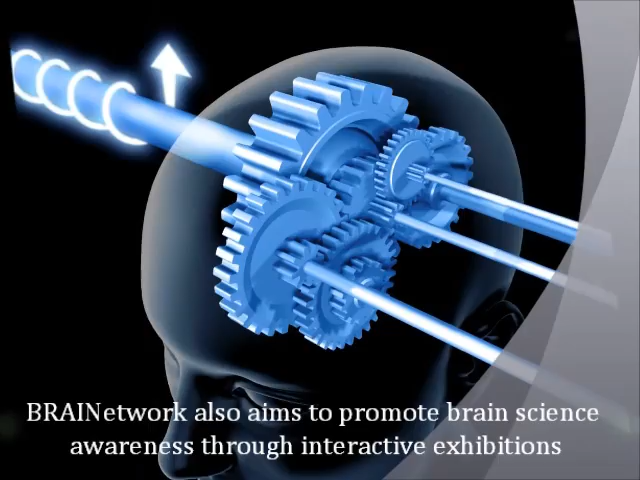 BRAINetwork also aims to promote brain science
awareness through interactive exhibitions